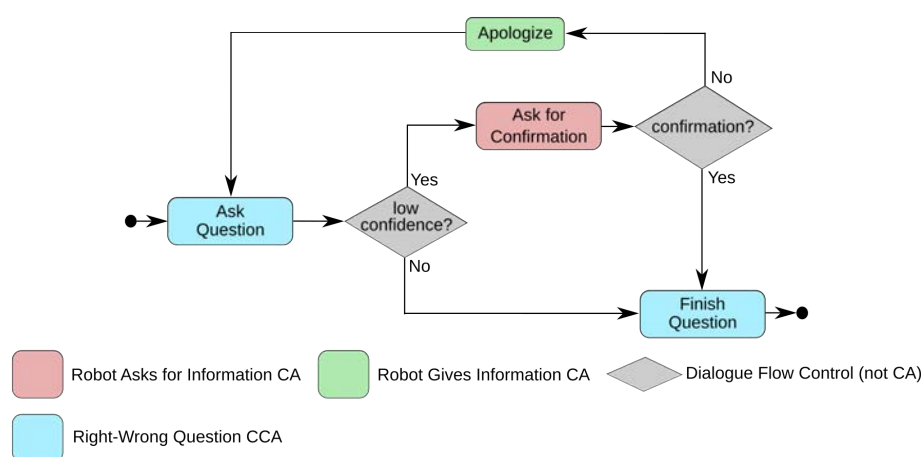 Apologize
No
Ask for
Confirmation
confirmation?
Yes
Yes
Ask
Question
low
confidence?
No
Finish
Question
Robot Asks for Information CA
Robot Gives Information CA
Dialogue Flow Control (not CA)
Right-Wrong Question CCA